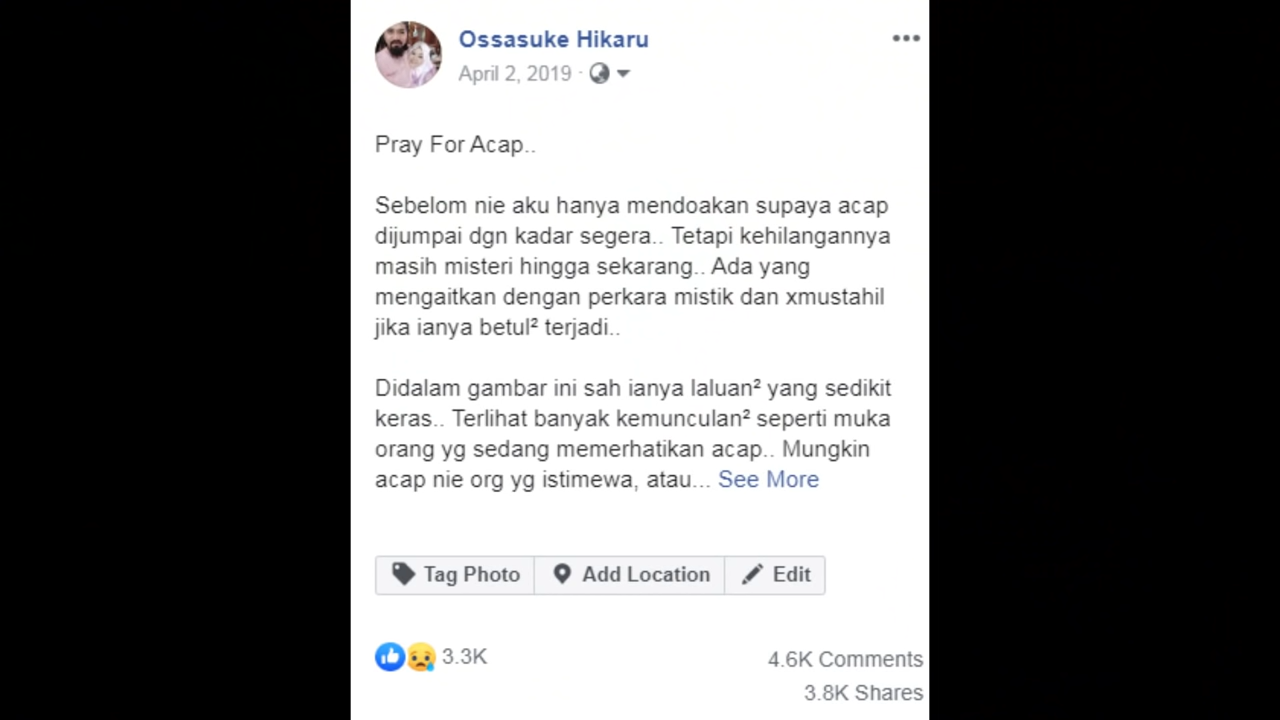 Ossasuke Hikaru
April 2, 2019 ·
Pray For Acap..
Sebelom nie aku hanya mendoakan supaya acap
dijumpai dgn kadar segera.. Tetapi kehilangannya
masih misteri hingga sekarang.. Ada yang
mengaitkan dengan perkara mistik dan xmustahil
jika ianya betul² terjadi..
Didalam gambar ini sah ianya laluan² yang sedikit
keras.. Terlihat banyak kemunculan² seperti muka
orang yg sedang memerhatikan acap.. Mungkin
acap nie org yg istimewa, atau... See More
Tag Photo Add Location Edit
3.3K 4.6K Comments
3.8K Shares